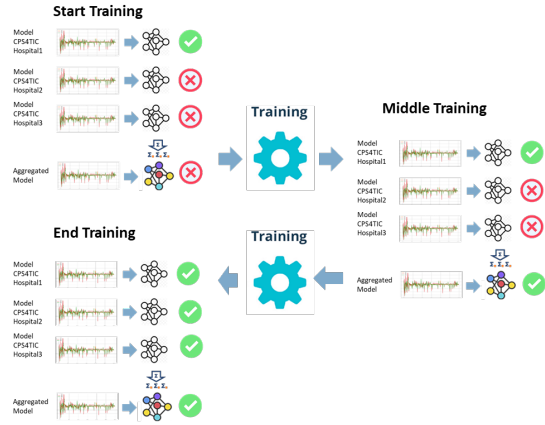 Start Training
Model
CPS4TIC
Hospital1
Model
CPS4TIC
Hospital2
Model
CPS4TIC
Hospital3
Aggregated
Model
Training
Middle Training
Model
CPS4TIC
Hospital1
Model
CPS4TIC
Hospital2
Model
CPS4TIC
Hospital3
Aggregated
Model
Training
End Training
Model
CPS4TIC
Hospital1
Model
CPS4TIC
Hospital2
Model
CPS4TIC
Hospital3
Aggregated
Model